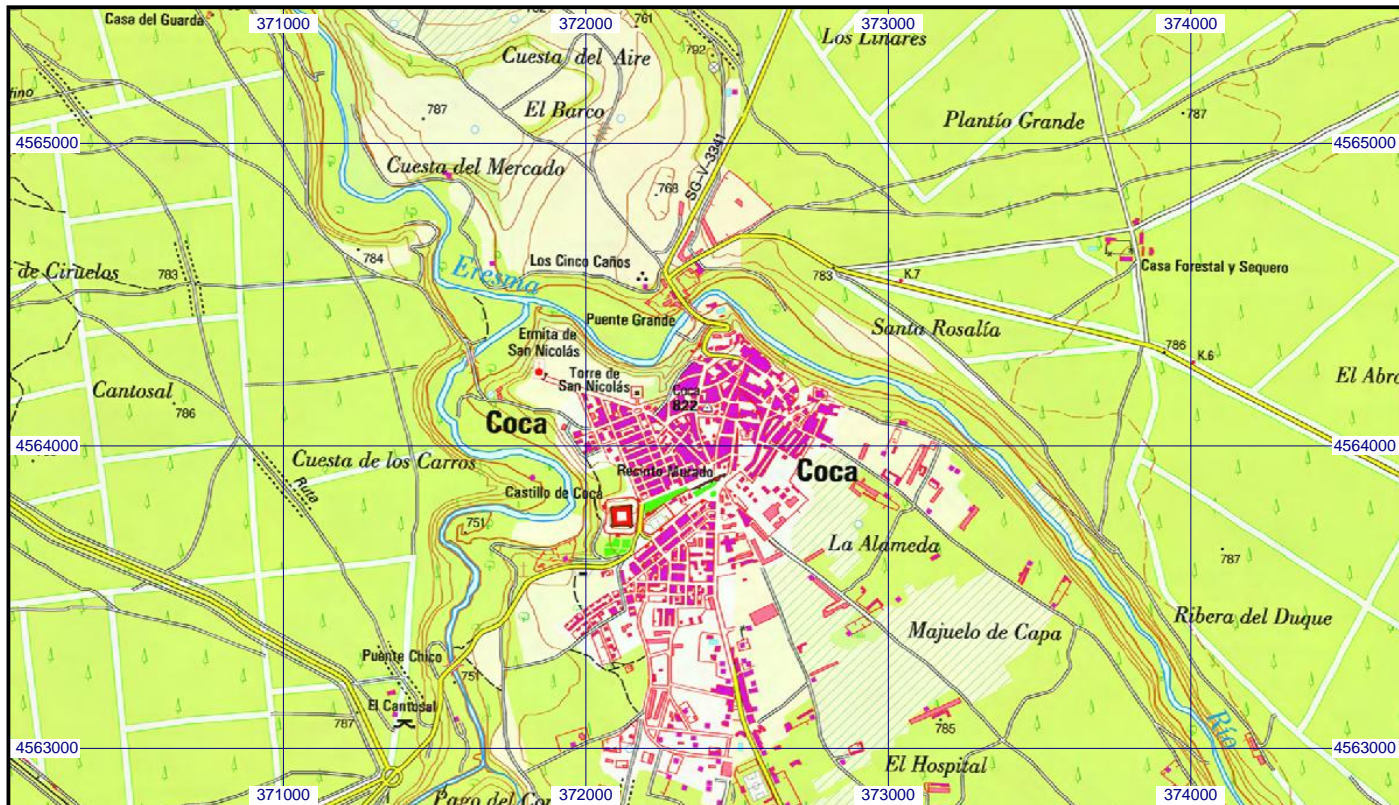 371000
372000
373000
374000
Casa del Guarda
761
792
Los Linares
Cuesta del Aire
787
El Barco
Plantío Grande
787
4565000
4565000
Cuesta del Mercado
SG-V-3341
768
784
de Ciruelos
783
Los Cinco Caños
Eresma
783
K.7
Casa Forestal y Sequero
Puente Grande
Santa Rosalía
Ermita de
San Nicolás
786
K.6
Torre de
San Nicolás
El Abro
Cantosal
786
Coca
822
Coca
4564000
4564000
Cuesta de los Carros
Recinto Murado
Coca
Ruta
Castillo de Coca
751
La Alameda
787
Ribera del Duque
Majuelo de Capa
Puente Chico
751
El Cantosal
787
785
Río
4563000
4563000
El Hospital
371000
372000
373000
374000